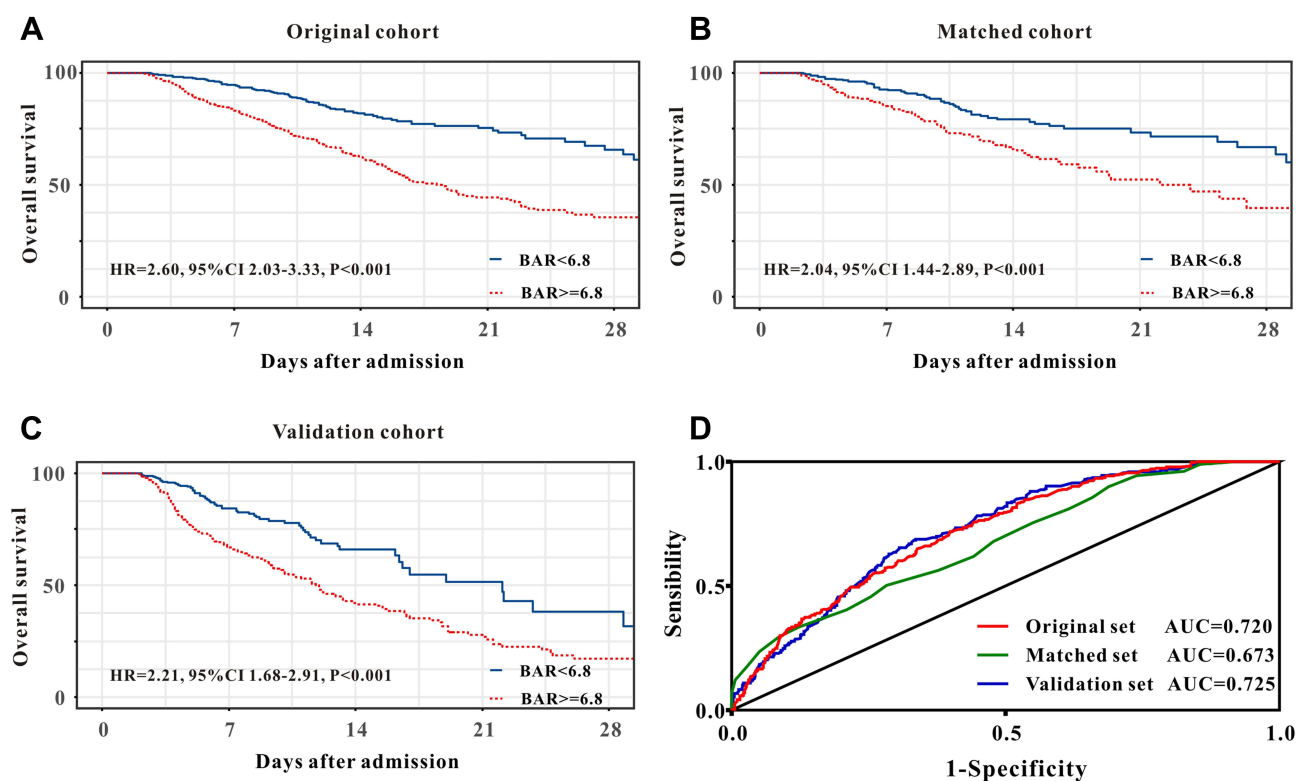 A
Original cohort
Overall survival
100
50
0
HR=2.60, 95%CI 2.03-3.33, P<0.001
BAR<6.8
BAR>=6.8
0 7 14 21 28
Days after admission
B
Matched cohort
Overall survival
100
50
0
HR=2.04, 95%CI 1.44-2.89, P<0.001
BAR<6.8
BAR>=6.8
0 7 14 21 28
Days after admission
C
Validation cohort
Overall survival
100
50
0
HR=2.21, 95%CI 1.68-2.91, P<0.001
BAR<6.8
BAR>=6.8
0 7 14 21 28
Days after admission
D
Sensibility
1.0
0.5
0.0
Original set AUC=0.720
Matched set AUC=0.673
Validation set AUC=0.725
0.0 0.5 1.0
1-Specificity